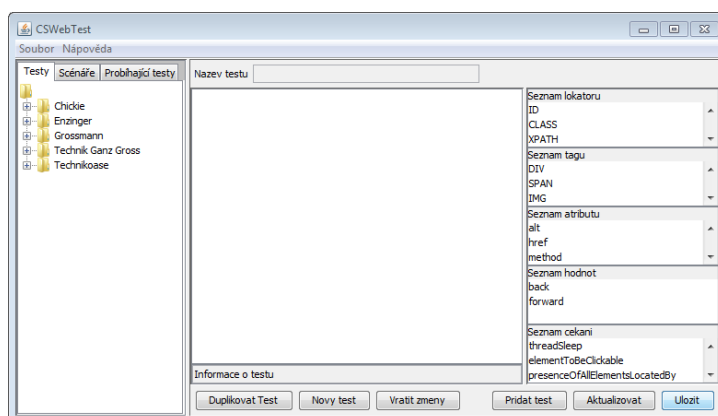 CSWebTest
Soubor Nápověda
Testy Scénáře Probíhající testy
Nazev testu
Chickie
Enzinger
Grossmann
Technik Ganz Gross
Technikoase
Seznam lokatoru
ID
CLASS
XPATH
Seznam tagu
DIV
SPAN
IMG
Seznam atributu
alt
href
method
Seznam hodnot
back
forward
Seznam cekani
threadSleep
elementToBeClickable
presenceOfAllElementsLocatedBy
Informace o testu
Duplikovat Test Novy test Vratit zmeny Pridat test Aktualizovat Ulozit